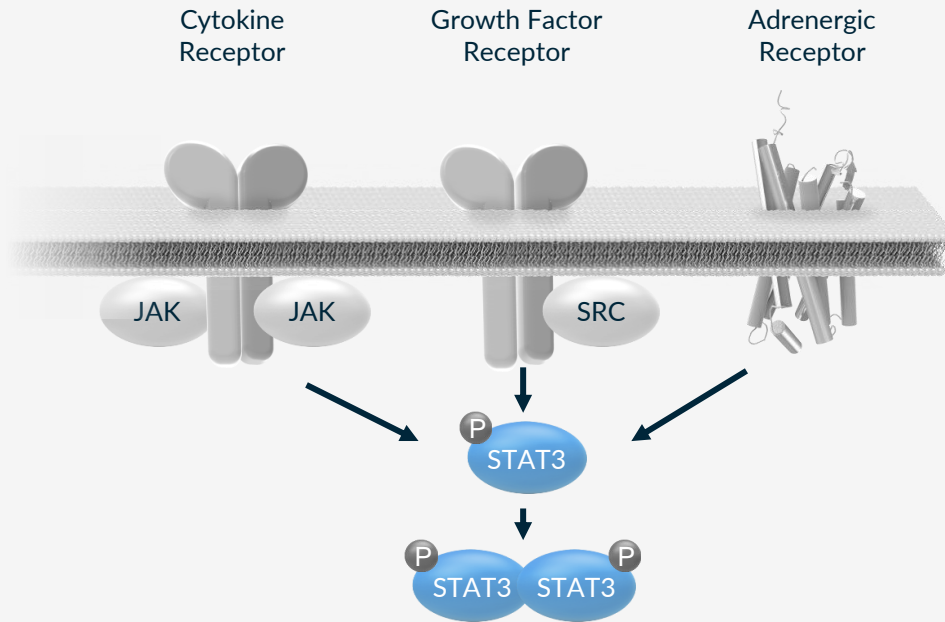 Cytokine
Receptor
Growth Factor
Receptor
Adrenergic
Receptor
JAK
JAK
SRC
P
STAT3
P
P
STAT3
STAT3